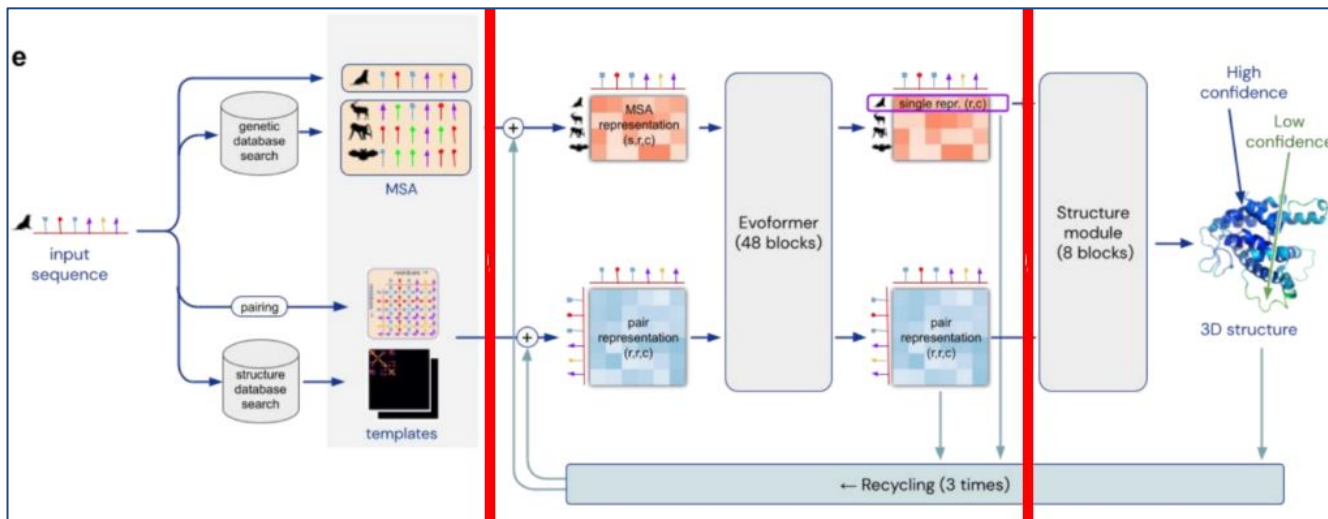 e
input
sequence
genetic
database
search
MSA
pairing
residues →
structure
database
search
templates
+
MSA
representation
(s,r,c)
+
pair
representation
(r,r,c)
Evoformer
(48 blocks)
single repr. (r,c)
pair
representation
(r,r,c)
Structure
module
(8 blocks)
High
confidence
Low
confidence
3D structure
← Recycling (3 times)